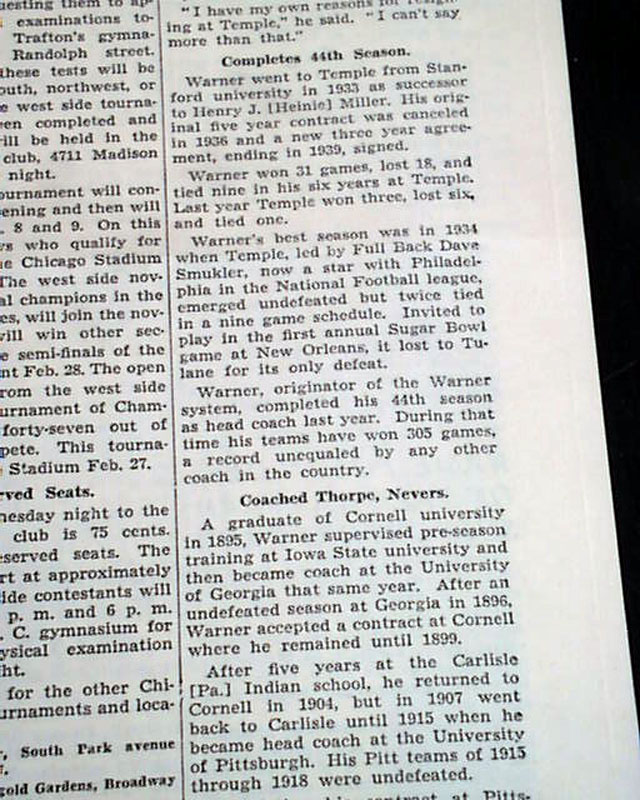 questing them to ap-
examinations to-
Trafton's gymna-
Randolph street.
these tests will be
outh, northwest, or
e west side tourna-
en completed and
ill be held in the
club, 4711 Madison
night.
ournament will con-
ening and then will
. 8 and 9. On this
ys who qualify for
e Chicago Stadium
The west side nov-
al champions in the
es, will join the nov-
will win other sec-
e semi-finals of the
nt Feb. 28. The open
rom the west side
urnament of Cham-
forty-seven out of
pete. This tourna-
Stadium Feb. 27.
rved Seats.
nesday night to the
club is 75 cents.
eserved seats. The
rt at approximately
ide contestants will
p. m. and 6 p. m.
. C. gymnasium for
ysical examination
ht.
for the other Chi-
urnaments and loca-
, South Park avenue
gold Gardens, Broadway
"I have my own reasons for resign-
ing at Temple," he said. "I can't say
more than that."
Completes 44th Season.
Warner went to Temple from Stan-
ford university in 1933 as successor
to Henry J. [Heinie] Miller. His orig-
inal five year contract was canceled
in 1936 and a new three year agree-
ment, ending in 1939, signed.
Warner won 31 games, lost 18, and
tied nine in his six years at Temple.
Last year Temple won three, lost six,
and tied one.
Warner's best season was in 1934
when Temple, led by Full Back Dave
Smukler, now a star with Philadel-
phia in the National Football league,
emerged undefeated but twice tied
in a nine game schedule. Invited to
play in the first annual Sugar Bowl
game at New Orleans, it lost to Tu-
lane for its only defeat.
Warner, originator of the Warner
system, completed his 44th season
as head coach last year. During that
time his teams have won 305 games,
a record unequaled by any other
coach in the country.
Coached Thorpe, Nevers.
A graduate of Cornell university
in 1895, Warner supervised pre-season
training at Iowa State university and
then became coach at the University
of Georgia that same year. After an
undefeated season at Georgia in 1896,
Warner accepted a contract at Cornell
where he remained until 1899.
After five years at the Carlisle
[Pa.] Indian school, he returned to
Cornell in 1904, but in 1907 went
back to Carlisle until 1915 when he
became head coach at the University
of Pittsburgh. His Pitt teams of 1915
through 1918 were undefeated.
his contract at Pitts-